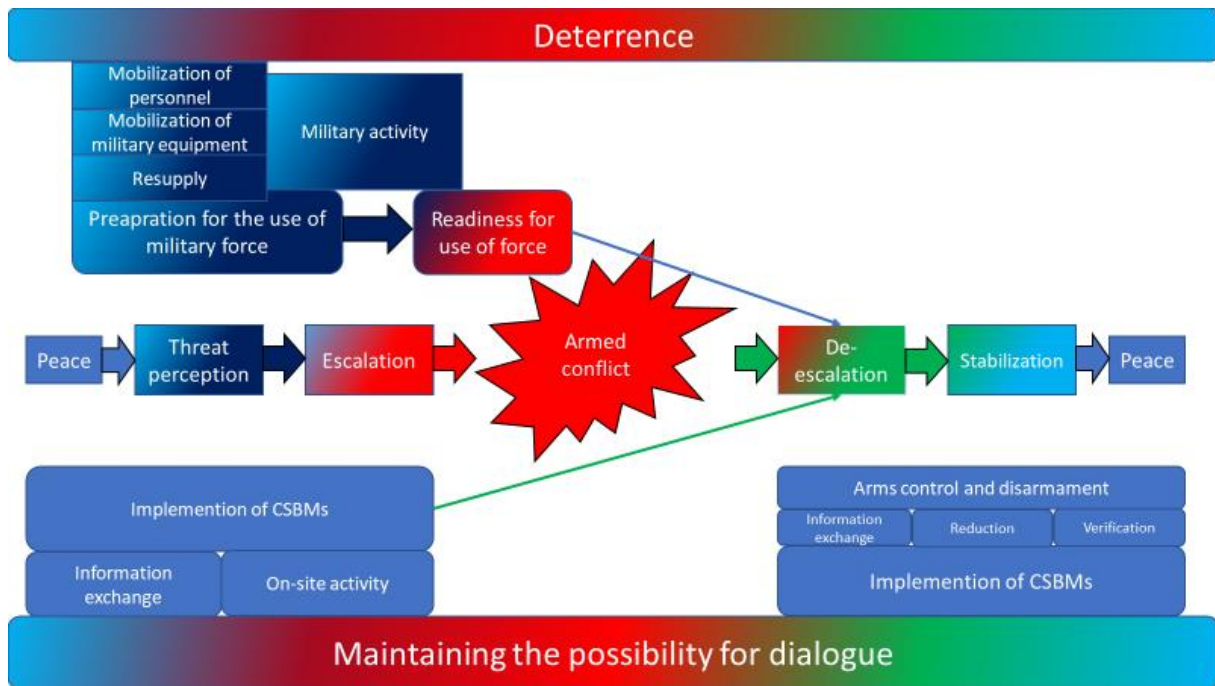 Deterrence
Mobilization of
personnel
Mobilization of
military equipment
Resupply
Military activity
Preapration for the use of
military force
Readiness for
use of force
Peace
Threat
perception
Escalation
Armed
conflict
De-
escalation
Stabilization
Peace
Implemention of CSBMs
Information
exchange
On-site activity
Arms control and disarmament
Information
exchange
Reduction
Verification
Implemention of CSBMs
Maintaining the possibility for dialogue